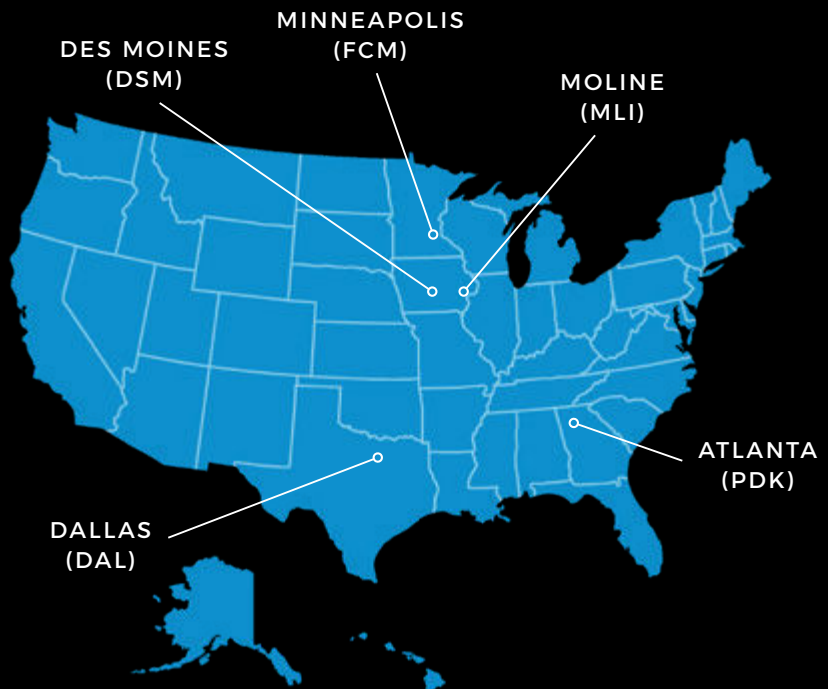 MINNEAPOLIS
(FCM)
DES MOINES
(DSM)
MOLINE
(MLI)
ATLANTA
(PDK)
DALLAS
(DAL)